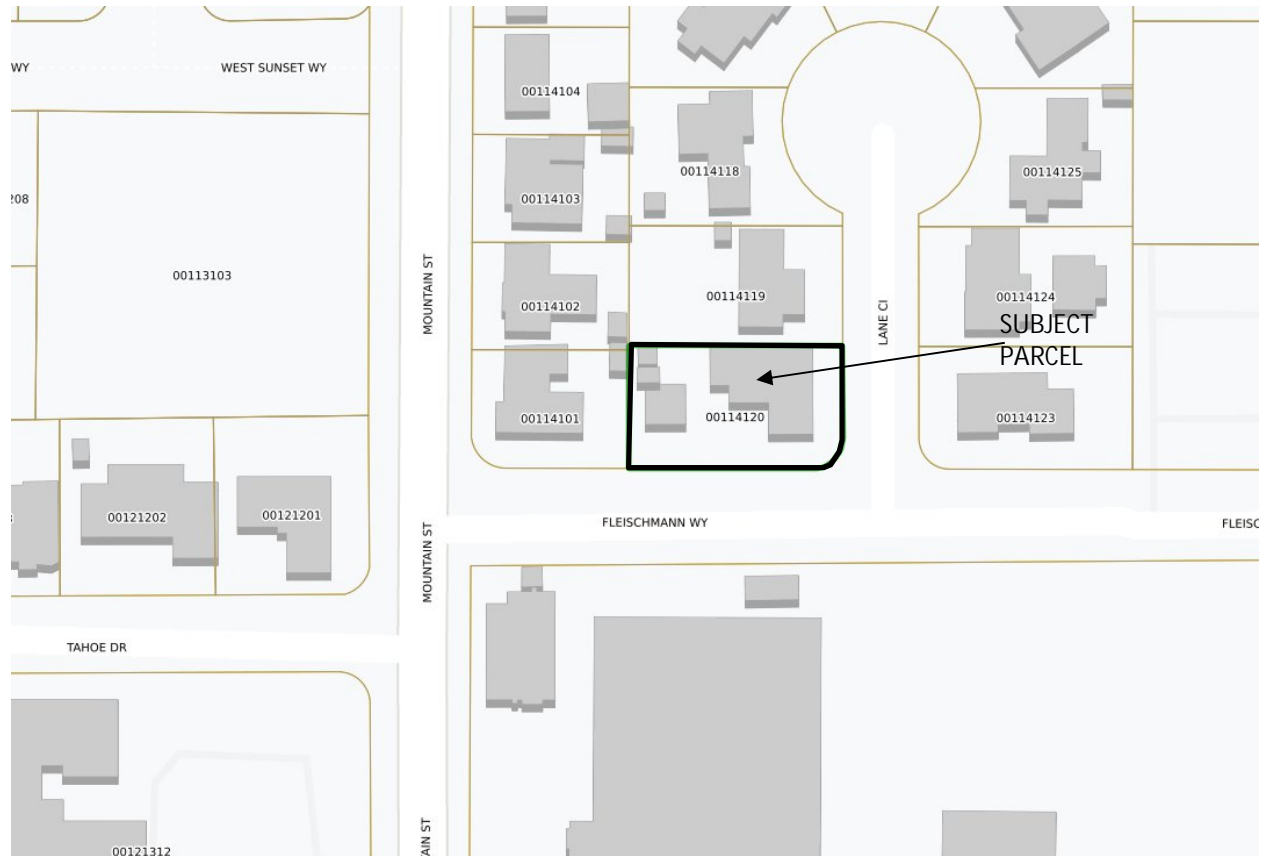 WY
WEST SUNSET WY
00114104
00114118
00114125
208
00114103
00113103
MOUNTAIN ST
00114102
00114119
LANE CI
00114124
SUBJECT
PARCEL
00114101
00114120
00114123
00121202
00121201
MOUNTAIN ST
FLEISCHMANN WY
FLEISC
TAHOE DR
00121312
AIN ST